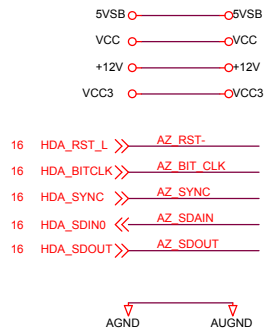 5VSB 5VSB
VCC VCC
+12V +12V
VCC3 VCC3
16 HDA_RST_L AZ_RST-
16 HDA_BITCLK AZ_BIT_CLK
16 HDA_SYNC AZ_SYNC
16 HDA_SDIN0 AZ_SDAIN
16 HDA_SDOUT AZ_SDOUT
AGND AUGND